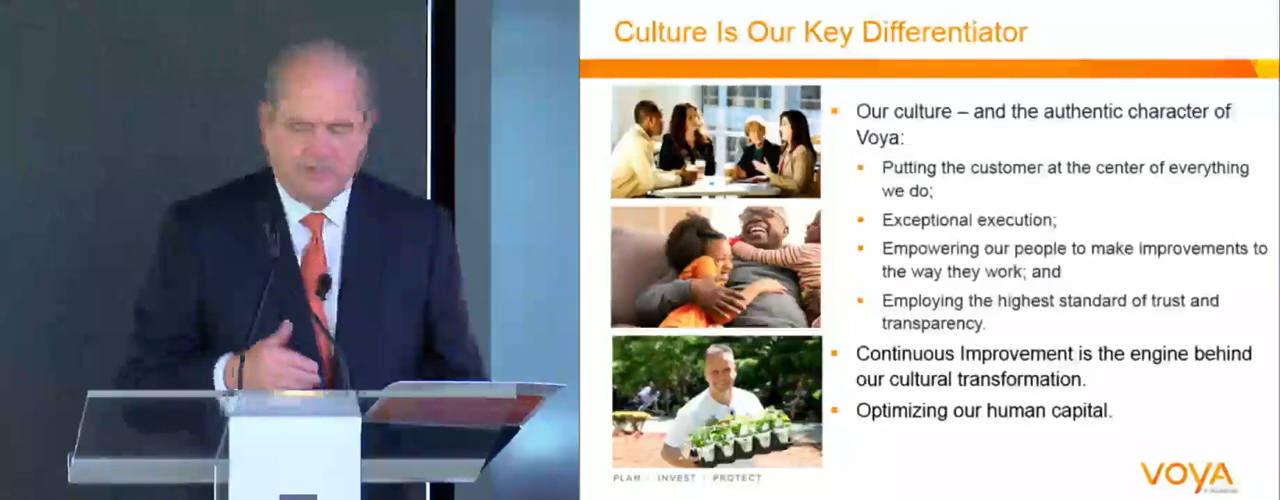 Culture Is Our Key Differentiator
Our culture – and the authentic character of
Voya:
Putting the customer at the center of everything
we do;
Exceptional execution;
Empowering our people to make improvements to
the way they work; and
Employing the highest standard of trust and
transparency.
Continuous Improvement is the engine behind
our cultural transformation.
Optimizing our human capital.
PLAN | INVEST | PROTECT
VOYA